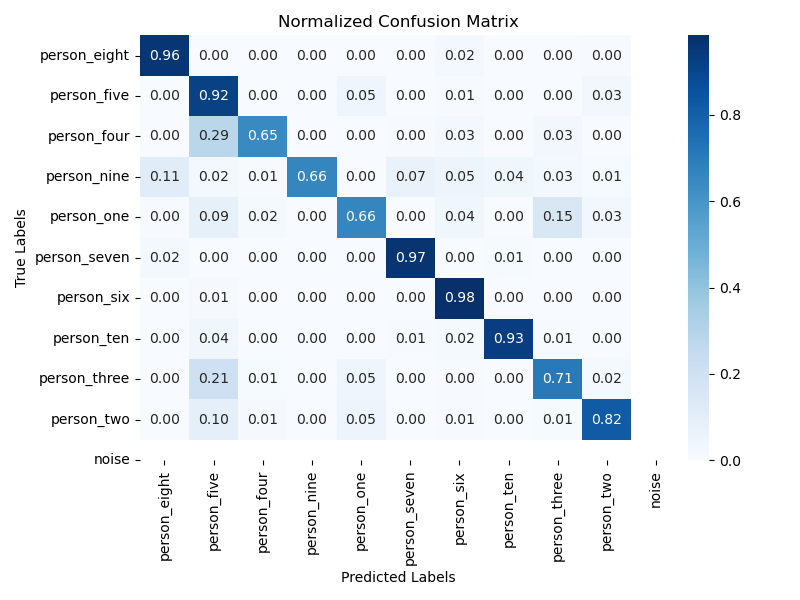 Normalized Confusion Matrix
True Labels
person_eight 0.96 0.00 0.00 0.00 0.00 0.00 0.02 0.00 0.00 0.00
person_five 0.00 0.92 0.00 0.00 0.05 0.00 0.01 0.00 0.00 0.03
person_four 0.00 0.29 0.65 0.00 0.00 0.00 0.03 0.00 0.03 0.00
person_nine 0.11 0.02 0.01 0.66 0.00 0.07 0.05 0.04 0.03 0.01
person_one 0.00 0.09 0.02 0.00 0.66 0.00 0.04 0.00 0.15 0.03
person_seven 0.02 0.00 0.00 0.00 0.00 0.97 0.00 0.01 0.00 0.00
person_six 0.00 0.01 0.00 0.00 0.00 0.00 0.98 0.00 0.00 0.00
person_ten 0.00 0.04 0.00 0.00 0.00 0.01 0.02 0.93 0.01 0.00
person_three 0.00 0.21 0.01 0.00 0.05 0.00 0.00 0.00 0.71 0.02
person_two 0.00 0.10 0.01 0.00 0.05 0.00 0.01 0.00 0.01 0.82
noise
person_eight person_five person_four person_nine person_one person_seven person_six person_ten person_three person_two noise
Predicted Labels
0.8
0.6
0.4
0.2
0.0